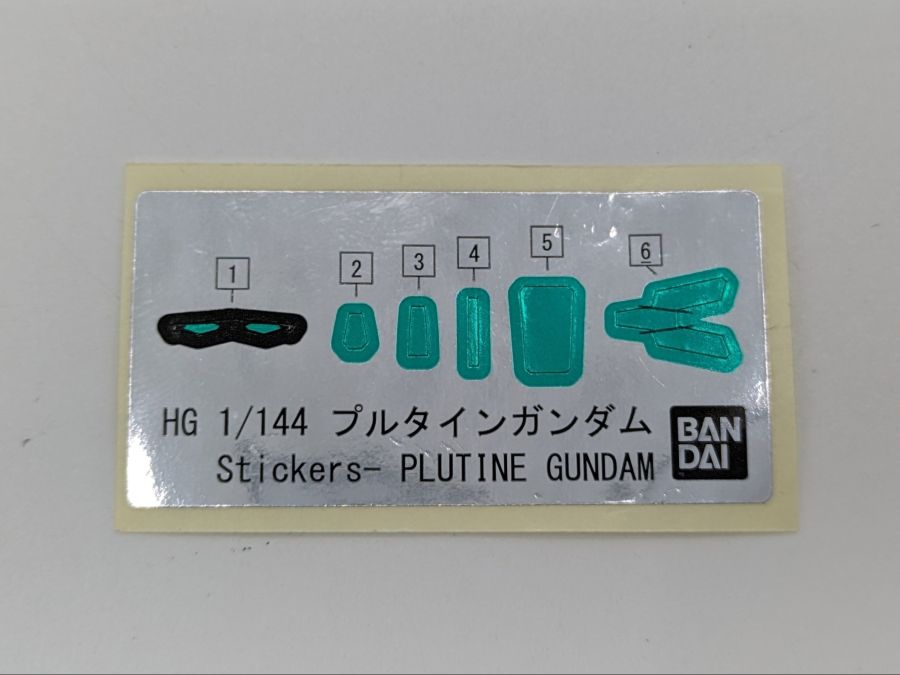 1 2 3 4 5 6
HG 1/144 プルタインガンダム
Stickers- PLUTINE GUNDAM
BAN
DAI